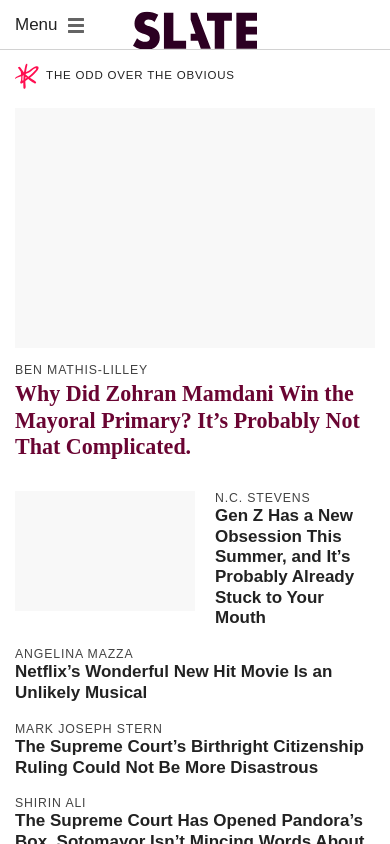 Menu
SLATE
THE ODD OVER THE OBVIOUS
BEN MATHIS-LILLEY
Why Did Zohran Mamdani Win the
Mayoral Primary? It’s Probably Not
That Complicated.
N.C. STEVENS
Gen Z Has a New
Obsession This
Summer, and It’s
Probably Already
Stuck to Your
Mouth
ANGELINA MAZZA
Netflix’s Wonderful New Hit Movie Is an
Unlikely Musical
MARK JOSEPH STERN
The Supreme Court’s Birthright Citizenship
Ruling Could Not Be More Disastrous
SHIRIN ALI
The Supreme Court Has Opened Pandora’s
Box. Sotomayor Isn’t Mincing Words About